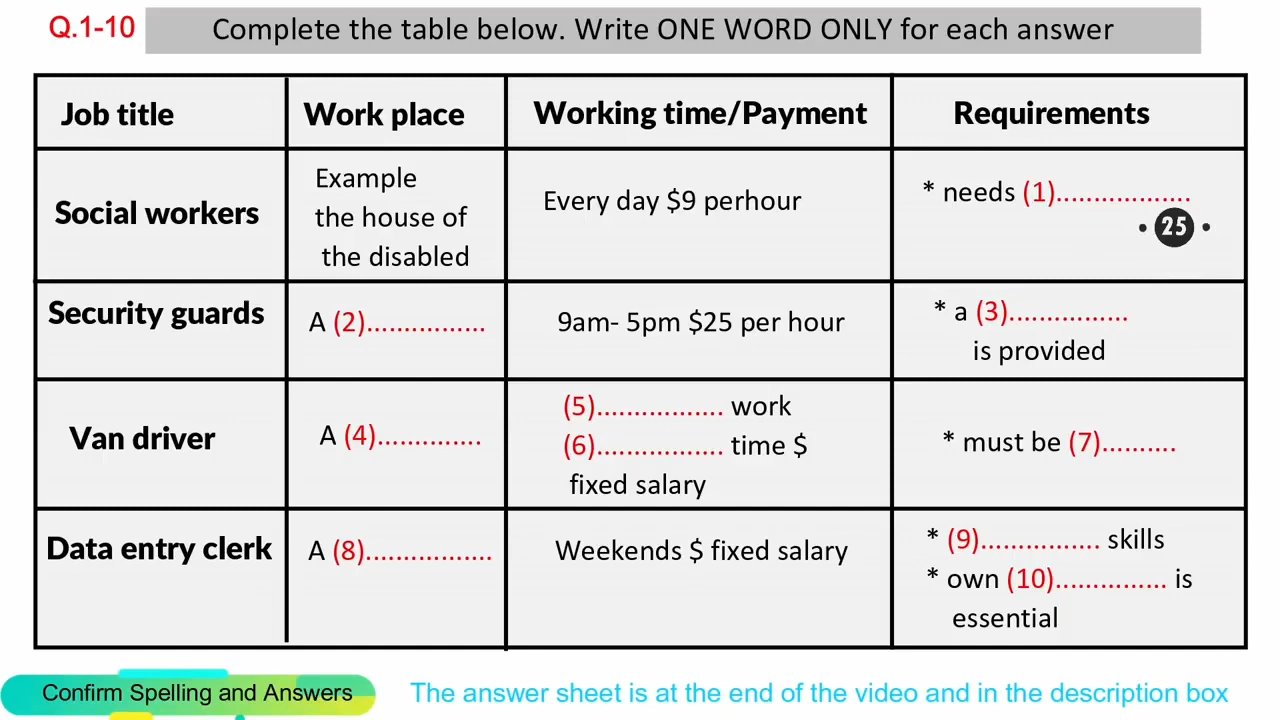 Q.1-10
Complete the table below. Write ONE WORD ONLY for each answer
Job title
Work place
Working time/Payment
Requirements
Social workers
Example
the house of
the disabled
Every day $9 perhour
* needs (1)..................
• 25 •
Security guards
A (2)................
9am- 5pm $25 per hour
* a (3)................
is provided
Van driver
A (4)..............
(5)................. work
(6)................. time $
fixed salary
* must be (7)..........
Data entry clerk
A (8).................
Weekends $ fixed salary
* (9)................ skills
* own (10)............... is
essential
Confirm Spelling and Answers
The answer sheet is at the end of the video and in the description box